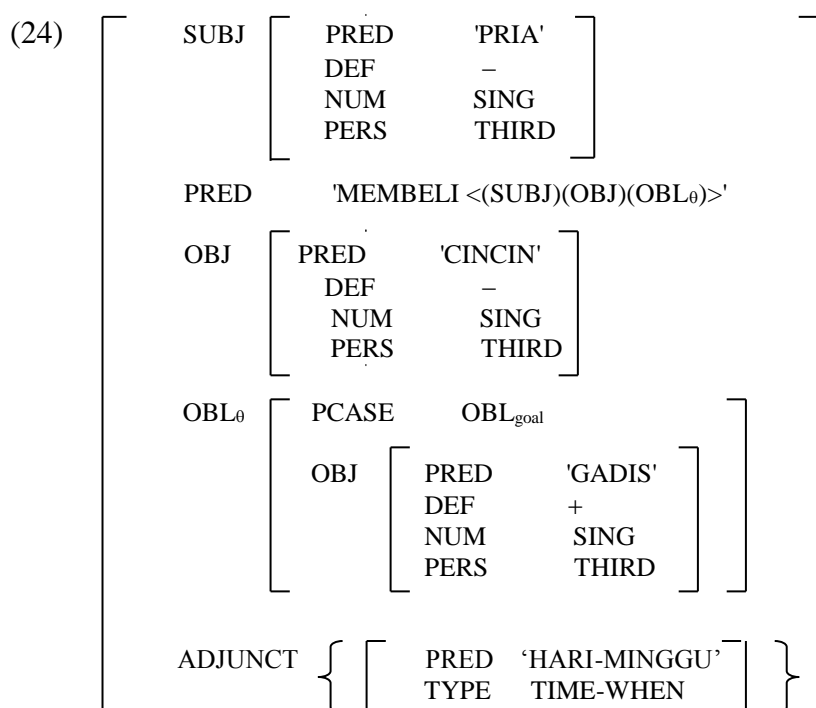 (24) SUBJ PRED 'PRIA'
DEF –
NUM SING
PERS THIRD
PRED 'MEMBELI <(SUBJ)(OBJ)(OBLθ)>'
OBJ PRED 'CINCIN'
DEF –
NUM SING
PERS THIRD
OBLθ PCASE OBLgoal
OBJ PRED 'GADIS'
DEF +
NUM SING
PERS THIRD
ADJUNCT { PRED ‘HARI-MINGGU’ }
TYPE TIME-WHEN